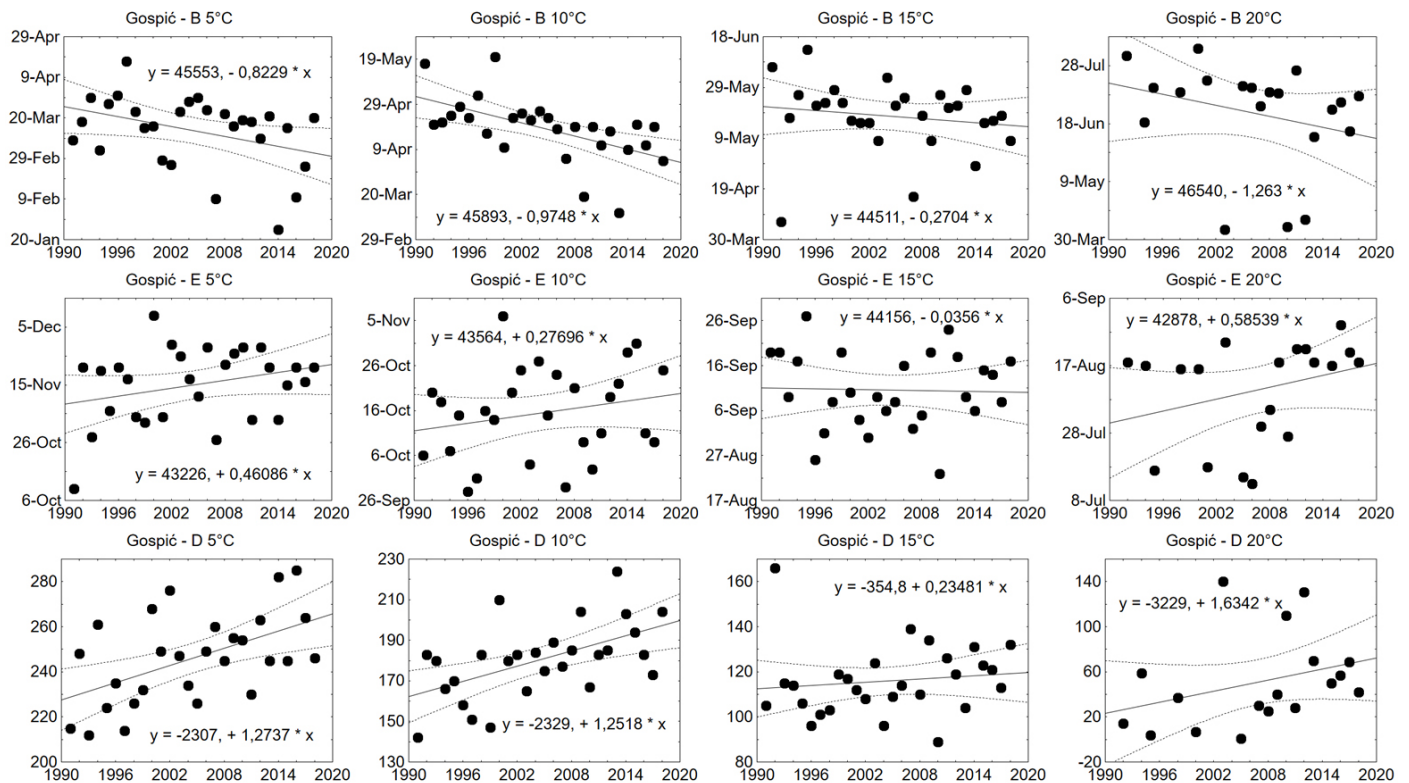 Gospić - B 5°C
29-Apr
9-Apr
20-Mar
29-Feb
9-Feb
20-Jan
y = 45553, - 0,8229 * x
1990 1996 2002 2008 2014 2020
Gospić - B 10°C
19-May
29-Apr
9-Apr
20-Mar
29-Feb
y = 45893, - 0,9748 * x
1990 1996 2002 2008 2014 2020
Gospić - B 15°C
18-Jun
29-May
9-May
19-Apr
30-Mar
y = 44511, - 0,2704 * x
1990 1996 2002 2008 2014 2020
Gospić - B 20°C
28-Jul
18-Jun
9-May
30-Mar
y = 46540, - 1,263 * x
1990 1996 2002 2008 2014 2020
Gospić - E 5°C
5-Dec
15-Nov
26-Oct
6-Oct
y = 43226, + 0,46086 * x
1990 1996 2002 2008 2014 2020
Gospić - E 10°C
5-Nov
26-Oct
16-Oct
6-Oct
26-Sep
y = 43564, + 0,27696 * x
1990 1996 2002 2008 2014 2020
Gospić - E 15°C
26-Sep
16-Sep
6-Sep
27-Aug
17-Aug
y = 44156, - 0,0356 * x
1990 1996 2002 2008 2014 2020
Gospić - E 20°C
6-Sep
17-Aug
28-Jul
8-Jul
y = 42878, + 0,58539 * x
1990 1996 2002 2008 2014 2020
Gospić - D 5°C
280
260
240
220
200
y = -2307, + 1,2737 * x
1990 1996 2002 2008 2014 2020
Gospić - D 10°C
230
210
190
170
150
130
y = -2329, + 1,2518 * x
1990 1996 2002 2008 2014 2020
Gospić - D 15°C
160
140
120
100
80
y = -354,8 + 0,23481 * x
1990 1996 2002 2008 2014 2020
Gospić - D 20°C
140
100
60
20
-20
y = -3229, + 1,6342 * x
1990 1996 2002 2008 2014 2020